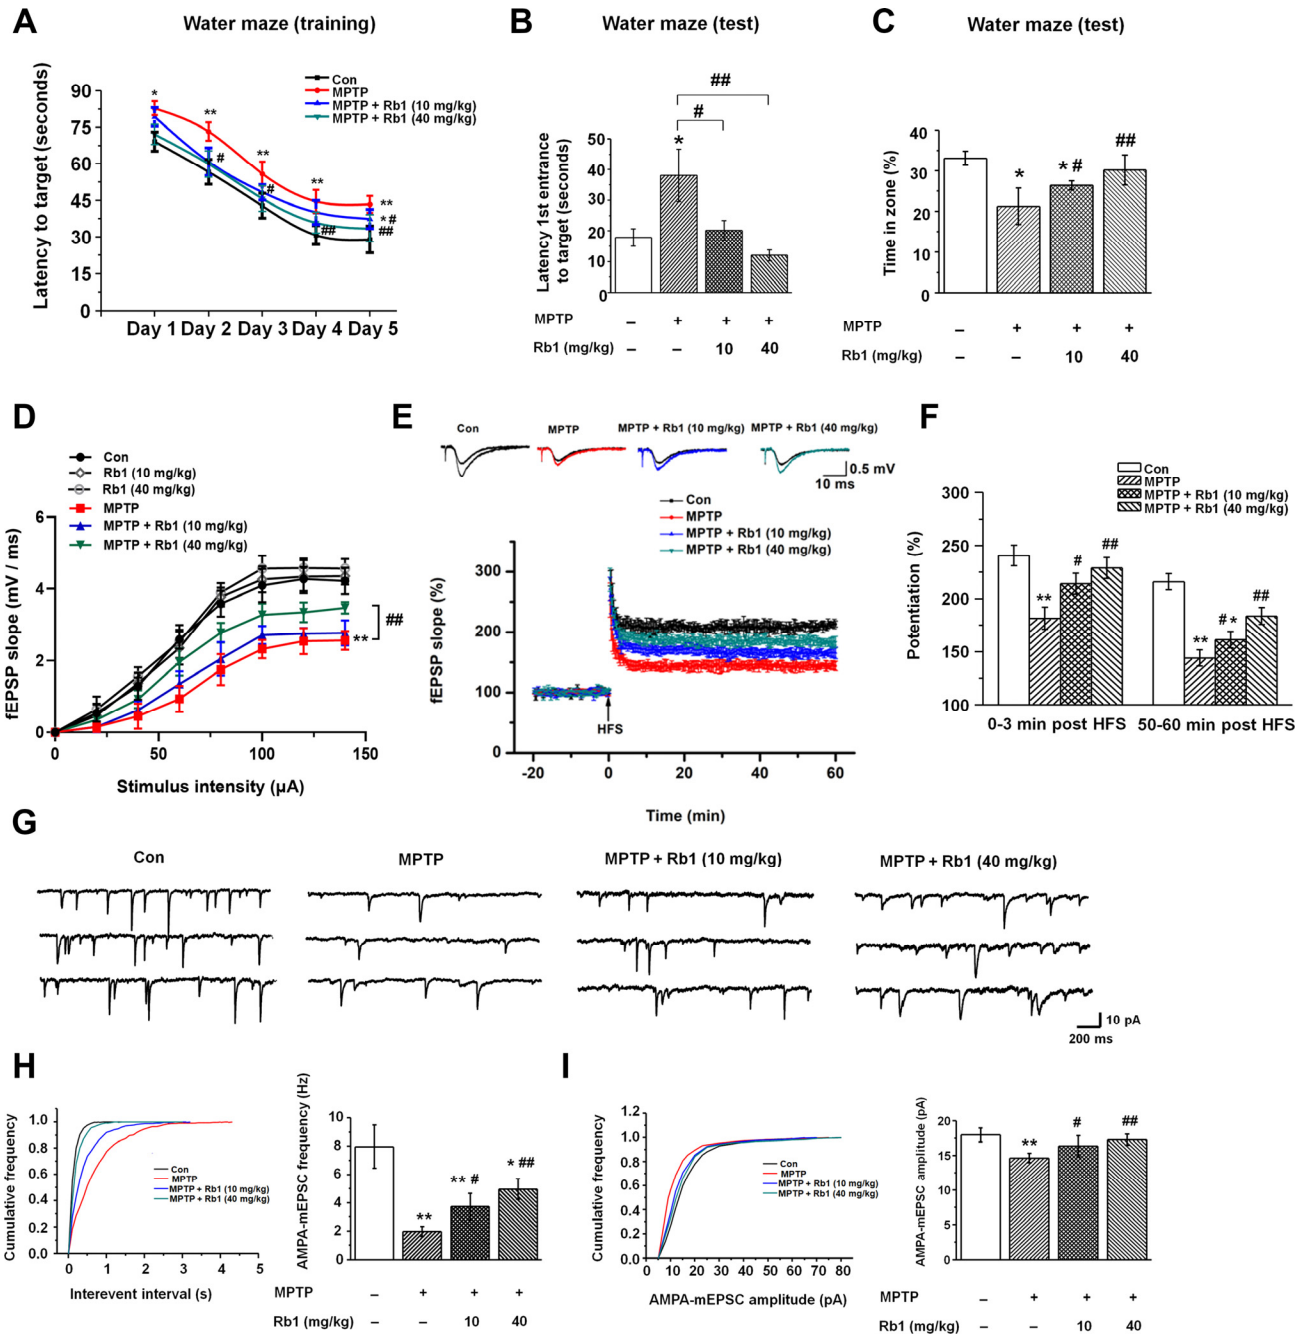 A
Water maze (training)
Latency to target (seconds)
90
75
60
45
30
15
0
Con
MPTP
MPTP + Rb1 (10 mg/kg)
MPTP + Rb1 (40 mg/kg)
*
**
#
**
#
**
##
**
* #
##
Day 1 Day 2 Day 3 Day 4 Day 5
B
Water maze (test)
Latency 1st entrance
to target (seconds)
50
40
30
20
10
0
##
#
*
MPTP – + + +
Rb1 (mg/kg) – – 10 40
C
Water maze (test)
Time in zone (%)
40
30
20
10
0
*
* #
##
MPTP – + + +
Rb1 (mg/kg) – – 10 40
D
Con
Rb1 (10 mg/kg)
Rb1 (40 mg/kg)
MPTP
MPTP + Rb1 (10 mg/kg)
MPTP + Rb1 (40 mg/kg)
fEPSP slope (mV / ms)
6
4
2
0
##
**
0 50 100 150
Stimulus intensity (µA)
E
Con
MPTP
MPTP + Rb1 (10 mg/kg)
MPTP + Rb1 (40 mg/kg)
0.5 mV
10 ms
Con
MPTP
MPTP + Rb1 (10 mg/kg)
MPTP + Rb1 (40 mg/kg)
fEPSP slope (%)
300
200
100
0
HFS
-20 0 20 40 60
Time (min)
F
Con
MPTP
MPTP + Rb1 (10 mg/kg)
MPTP + Rb1 (40 mg/kg)
Potentiation (%)
300
250
200
150
100
**
#
##
**
# *
##
0-3 min post HFS 50-60 min post HFS
G
Con
MPTP
MPTP + Rb1 (10 mg/kg)
MPTP + Rb1 (40 mg/kg)
10 pA
200 ms
H
Cumulative frequency
1.0
0.8
0.6
0.4
0.2
0.0
Con
MPTP
MPTP + Rb1 (10 mg/kg)
MPTP + Rb1 (40 mg/kg)
0 1 2 3 4 5
Interevent interval (s)
AMPA-mEPSC frequency (Hz)
10
8
6
4
2
0
**
** #
* ##
MPTP – + + +
Rb1 (mg/kg) – – 10 40
I
Cumulative frequency
1.2
1.0
0.8
0.6
0.4
0.2
0.0
Con
MPTP
MPTP + Rb1 (10 mg/kg)
MPTP + Rb1 (40 mg/kg)
0 10 20 30 40 50 60 70 80
AMPA-mEPSC amplitude (pA)
AMPA-mEPSC amplitude (pA)
20
15
10
5
0
**
#
##
MPTP – + + +
Rb1 (mg/kg) – – 10 40